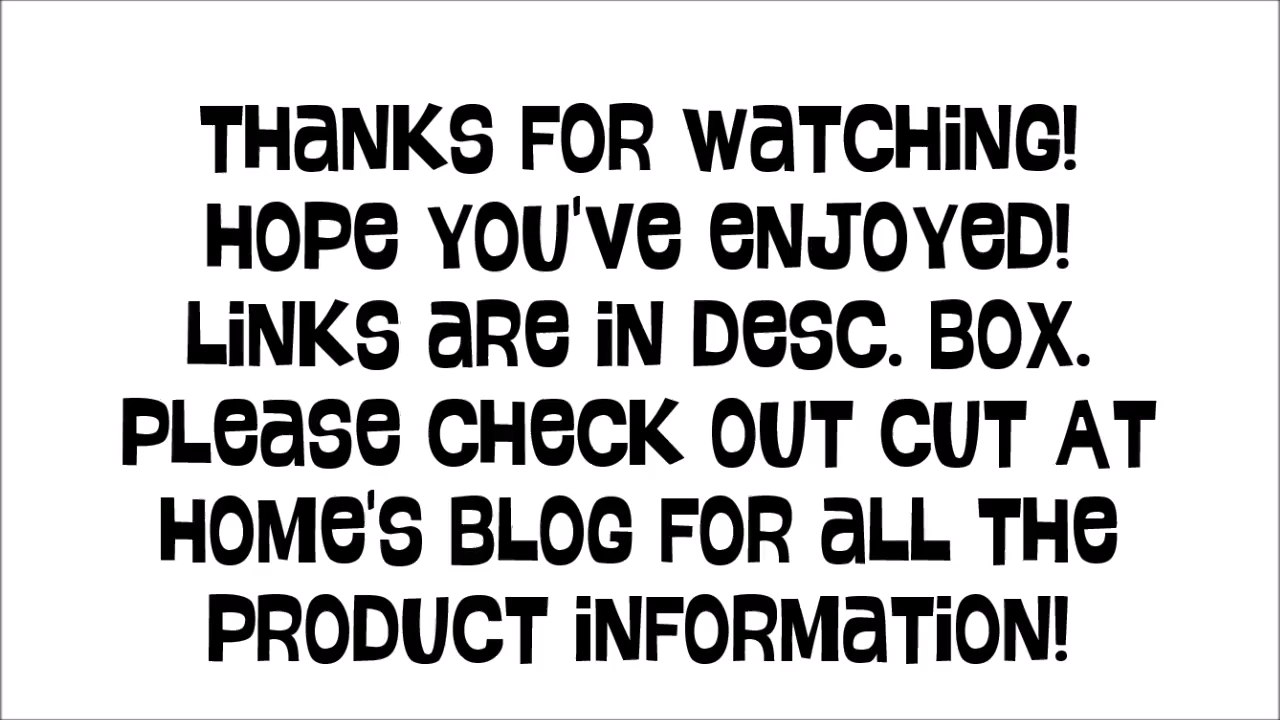 THANKS FOR WATCHING!
HOPE YOU'VE ENJOYED!
LINKS ARE IN DESC. BOX.
PLEASE CHECK OUT CUT AT
HOME'S BLOG FOR ALL THE
PRODUCT INFORMATION!